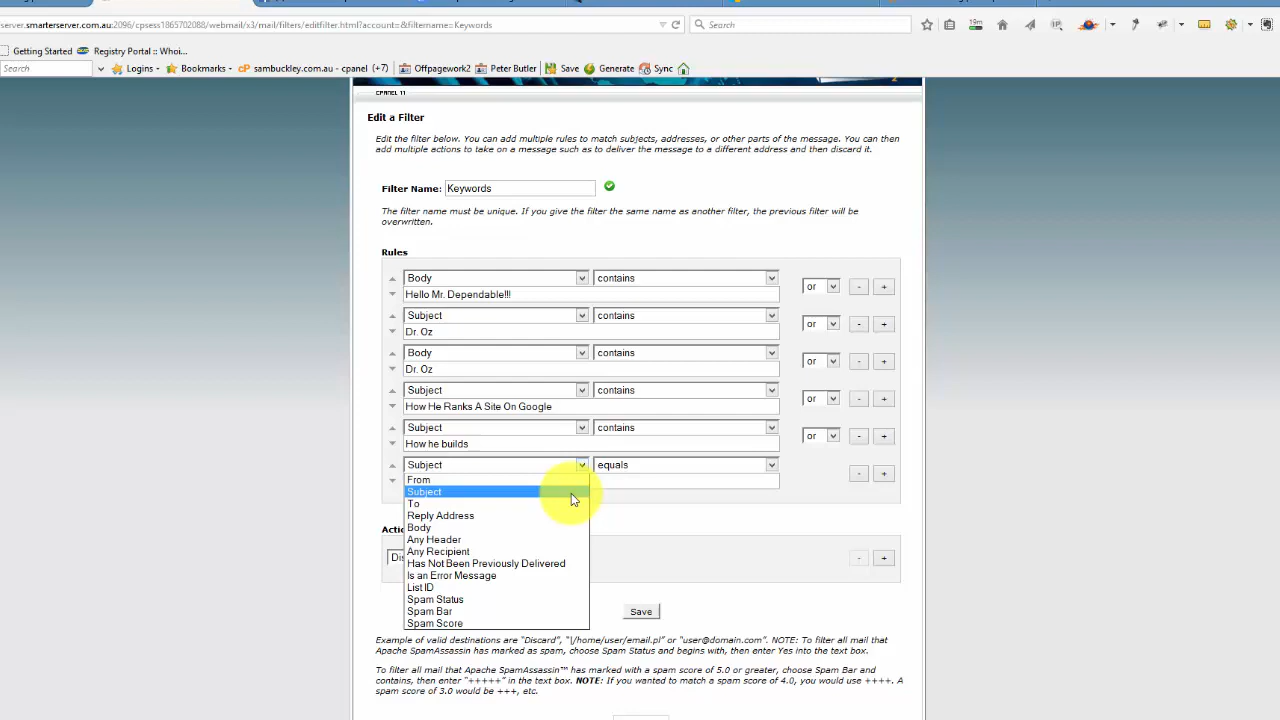 server.smarterserver.com.au:2096/cpsess1865702088/webmail/x3/mail/filters/editfilter.html?account=&filtername=Keywords
Search
19m
Getting Started
Registry Portal :: Whoi...
Search
Logins
Bookmarks
cP sambuckley.com.au - cpanel (+7)
Offpagework2
Peter Butler
Save
Generate
Sync
CPANEL 11
Edit a Filter
Edit the filter below. You can add multiple rules to match subjects, addresses, or other parts of the message. You can then
add multiple actions to take on a message such as to deliver the message to a different address and then discard it.
Filter Name: Keywords
The filter name must be unique. If you give the filter the same name as another filter, the previous filter will be
overwritten.
Rules
Body contains
Hello Mr. Dependable!!! or - +
Subject contains
Dr. Oz or - +
Body contains
Dr. Oz or - +
Subject contains
How He Ranks A Site On Google or - +
Subject contains
How he builds or - +
Subject equals
- +
From
Subject
To
Reply Address
Body
Any Header
Any Recipient
Has Not Been Previously Delivered
Is an Error Message
List ID
Spam Status
Spam Bar
Spam Score
Actio
Dis - +
Save
Example of valid destinations are "Discard", "|/home/user/email.pl" or "user@domain.com". NOTE: To filter all mail that
Apache SpamAssassin has marked as spam, choose Spam Status and begins with, then enter Yes into the text box.
To filter all mail that Apache SpamAssassin™ has marked with a spam score of 5.0 or greater, choose Spam Bar and
contains, then enter "+++++" in the text box. NOTE: If you wanted to match a spam score of 4.0, you would use ++++. A
spam score of 3.0 would be +++, etc.